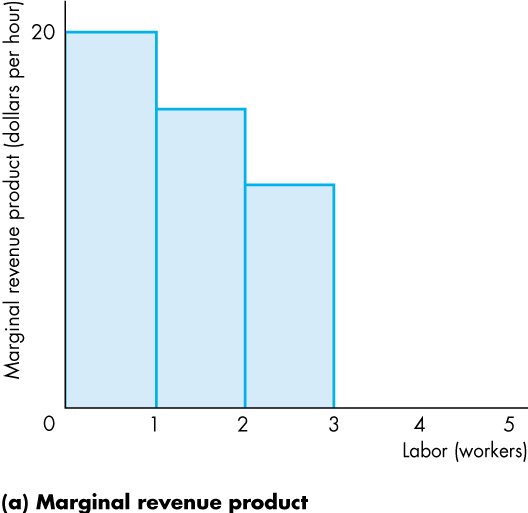 Marginal revenue product (dollars per hour)
20
0 1 2 3 4 5
Labor (workers)
(a) Marginal revenue product